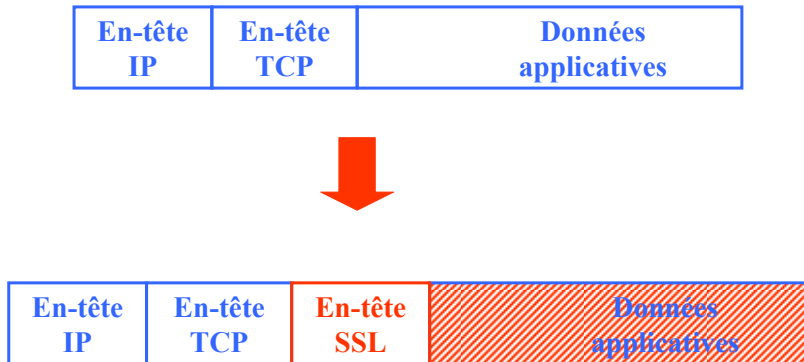 En-tête En-tête Données
IP TCP applicatives
En-tête En-tête En-tête Données
IP TCP SSL applicatives